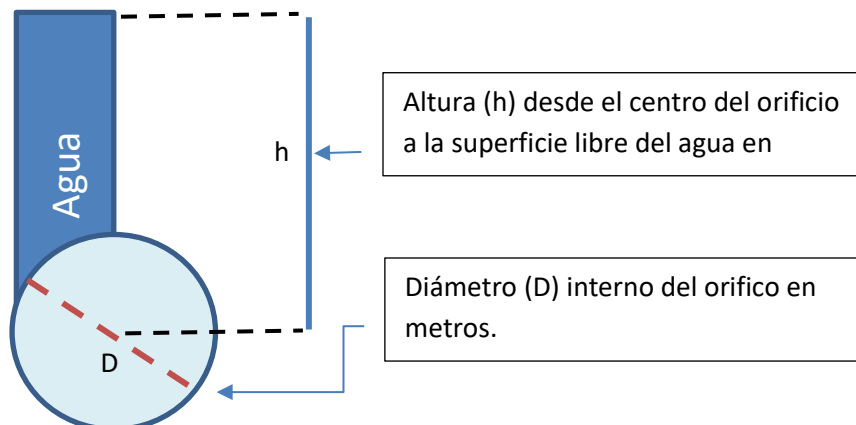 Agua
h
Altura (h) desde el centro del orificio
a la superficie libre del agua en
Diámetro (D) interno del orifico en
metros.
D